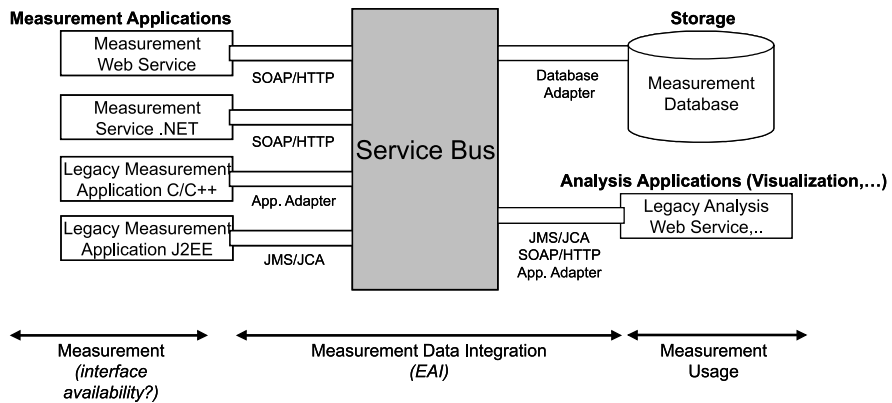 Measurement Applications
Measurement
Web Service
SOAP/HTTP
Measurement
Service .NET
SOAP/HTTP
Legacy Measurement
Application C/C++
App. Adapter
Legacy Measurement
Application J2EE
JMS/JCA
Service Bus
Storage
Database
Adapter
Measurement
Database
Analysis Applications (Visualization,...)
Legacy Analysis
Web Service,..
JMS/JCA
SOAP/HTTP
App. Adapter
Measurement
(interface
availability?)
Measurement Data Integration
(EAI)
Measurement
Usage